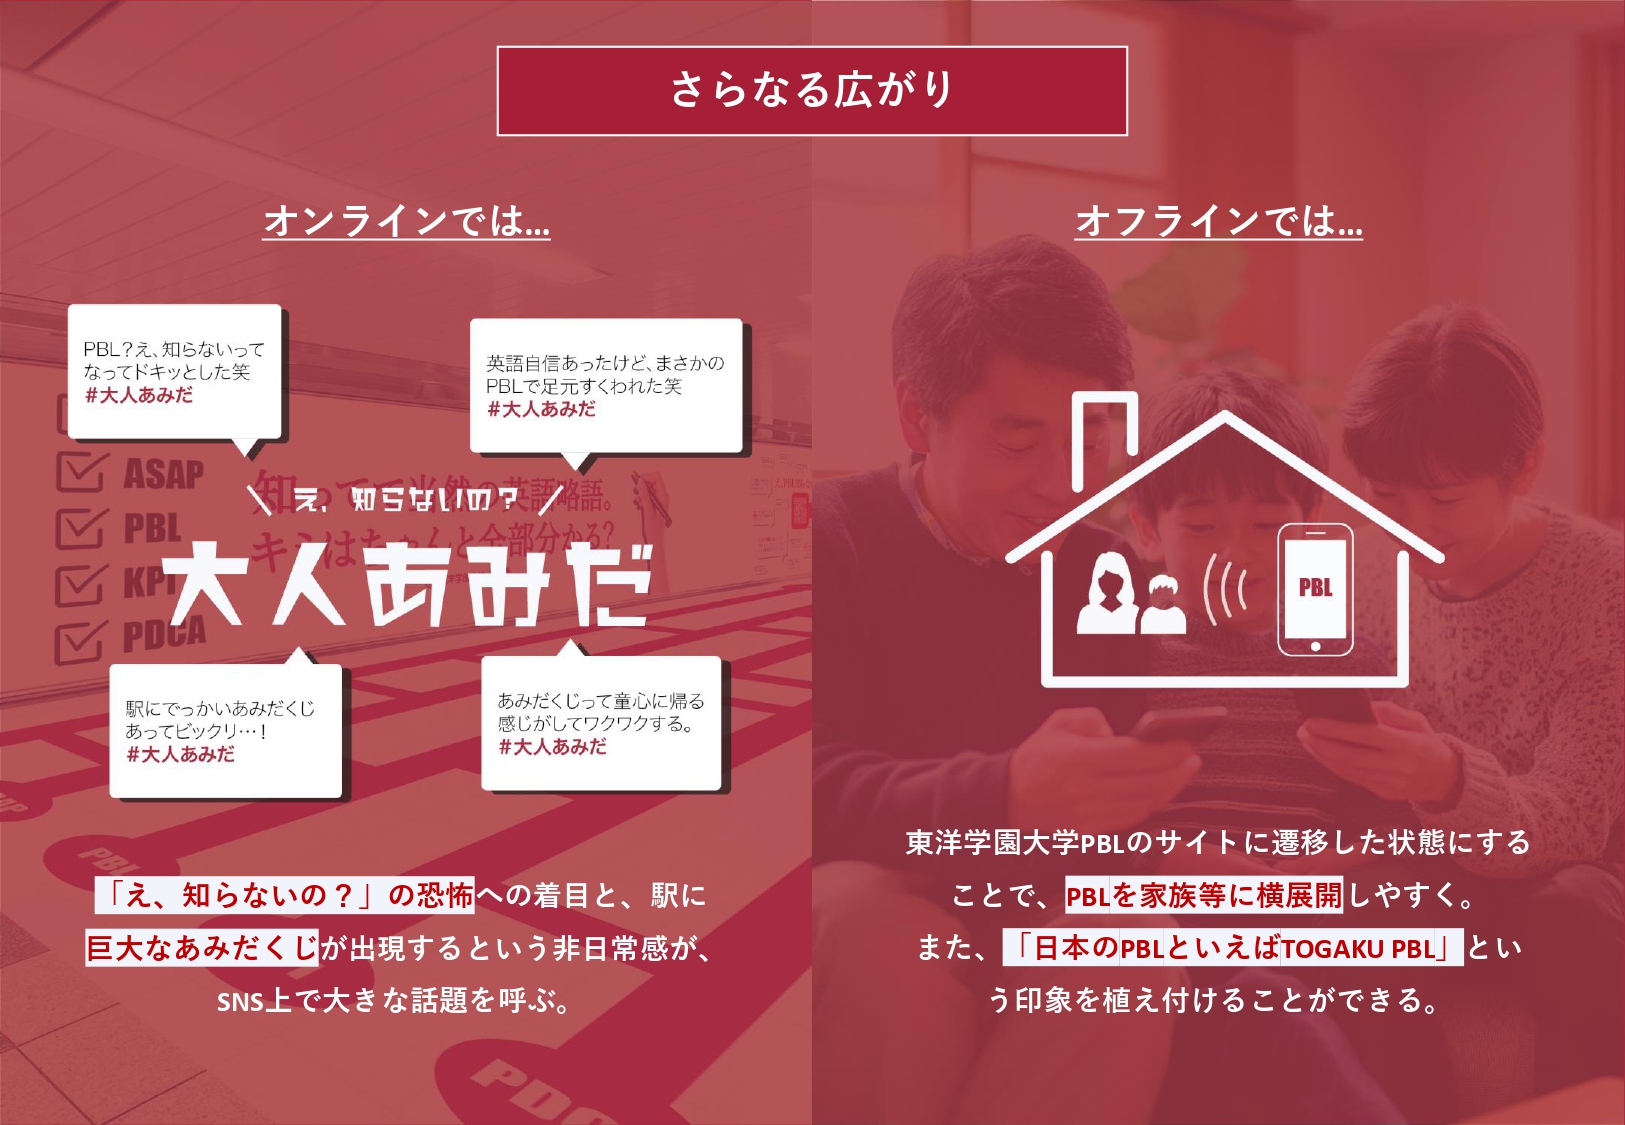 さらなる広がり
オンラインでは...
PBL？え、知らないって
なってドキッとした笑
#大人あみだ
英語自信あったけど、まさかの
PBLで足元すくわれた笑
#大人あみだ
ASAP
PBL
KPI
PDCA
知ってて当然の英語略語。
キミはちゃんと全部分かる？
\ え、知らないの？ /
大人あみだ
駅にでっかいあみだくじ
あってビックリ…！
#大人あみだ
あみだくじって童心に帰る
感じがしてワクワクする。
#大人あみだ
PBL
「え、知らないの？」の恐怖への着目と、駅に
巨大なあみだくじが出現するという非日常感が、
SNS上で大きな話題を呼ぶ。
オフラインでは...
PBL
東洋学園大学PBLのサイトに遷移した状態にする
ことで、PBLを家族等に横展開しやすく。
また、「日本のPBLといえばTOGAKU PBL」とい
う印象を植え付けることができる。